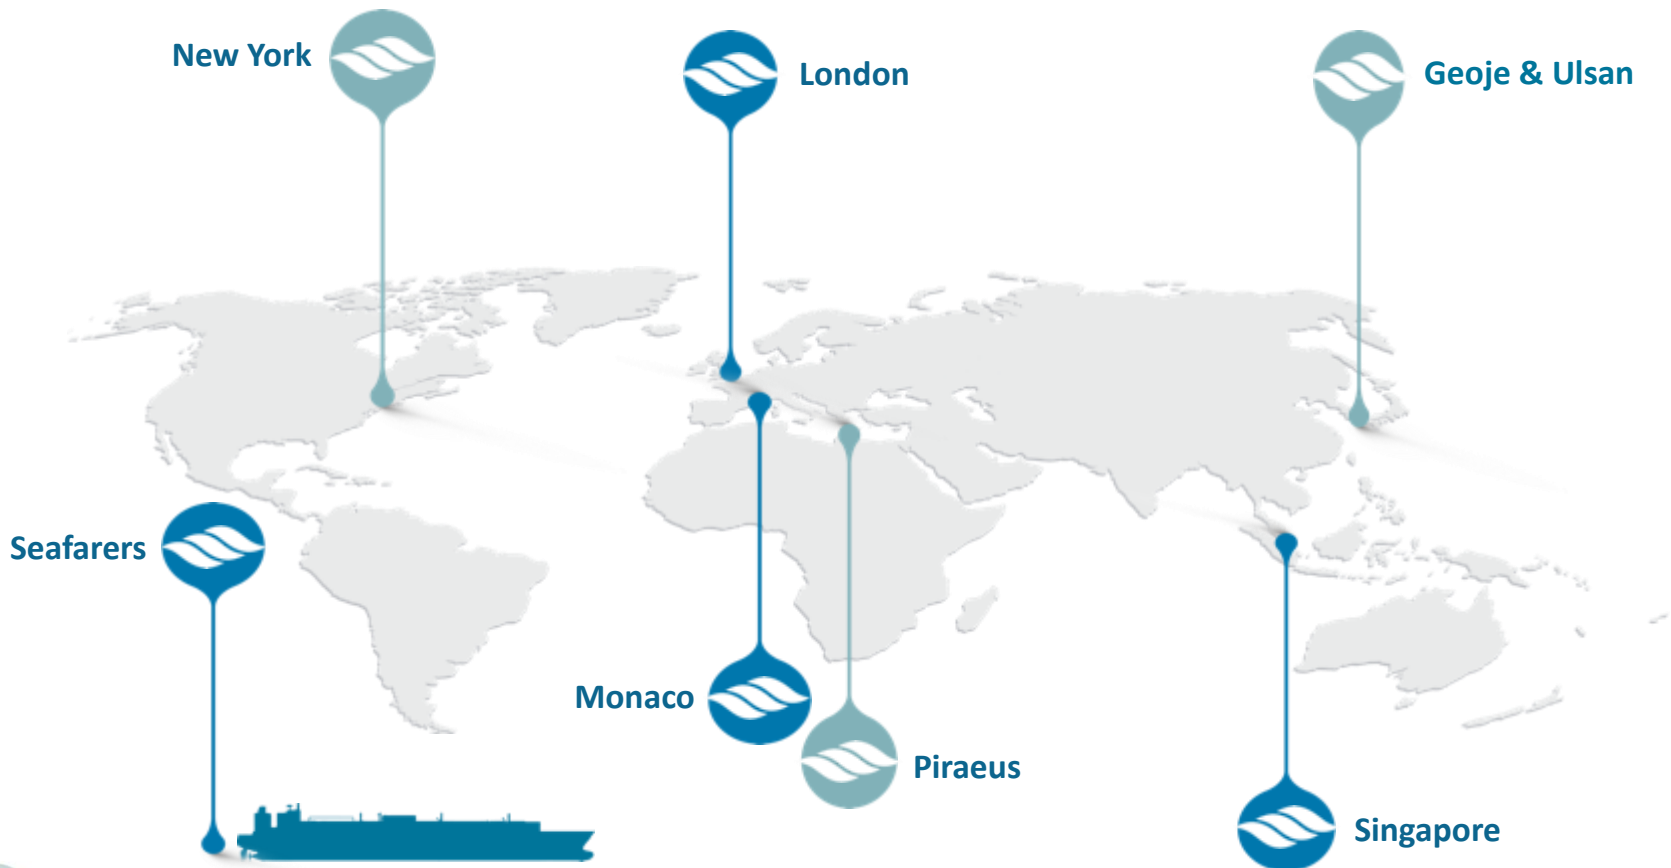 New York
London
Geoje & Ulsan
Seafarers
Monaco
Piraeus
Singapore